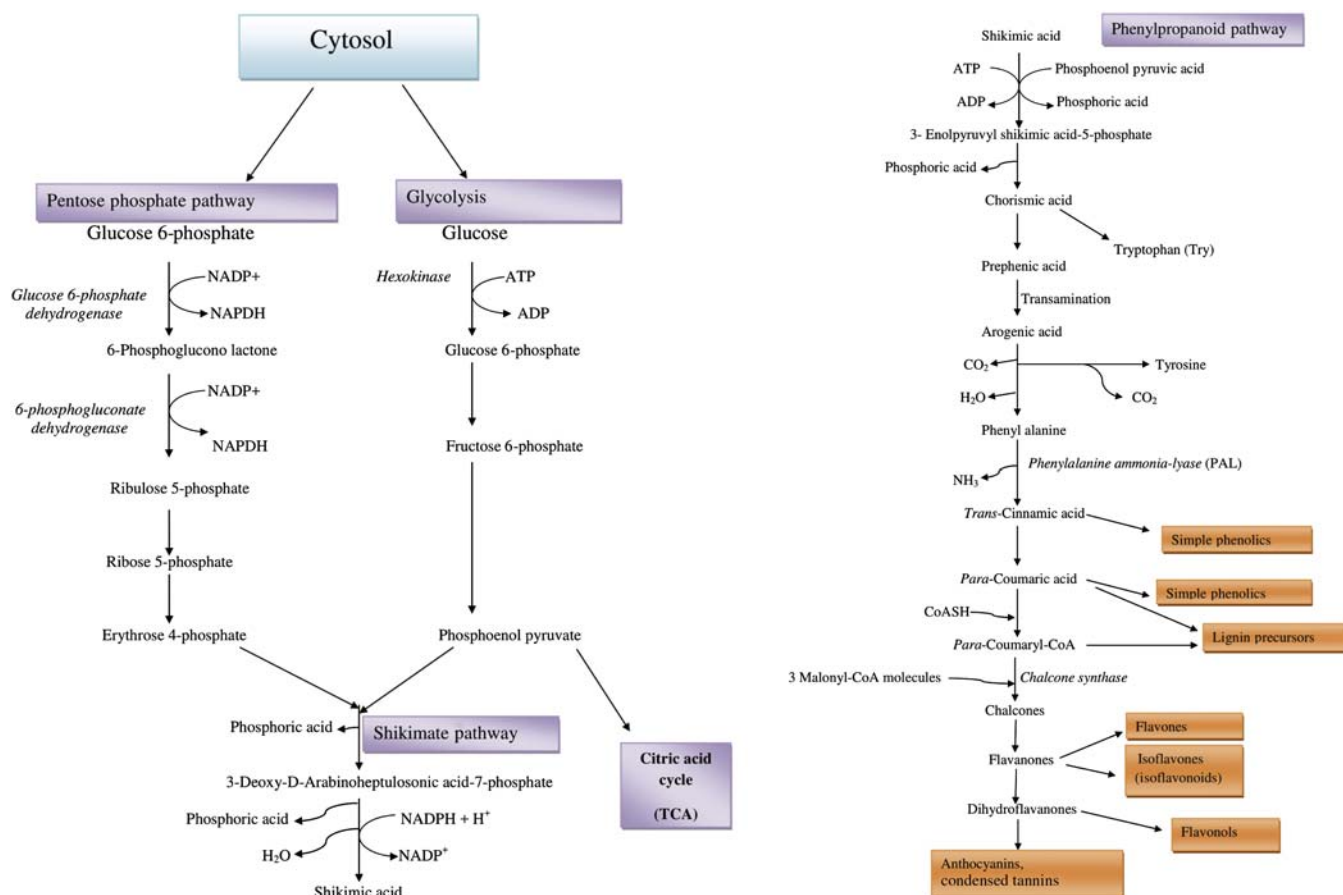 Cytosol
Pentose phosphate pathway
Glucose 6-phosphate
NADP+
Glucose 6-phosphate
dehydrogenase
NAPDH
6-Phosphoglucono lactone
NADP+
6-phosphogluconate
dehydrogenase
NAPDH
Ribulose 5-phosphate
Ribose 5-phosphate
Erythrose 4-phosphate
Glycolysis
Glucose
Hexokinase
ATP
ADP
Glucose 6-phosphate
Fructose 6-phosphate
Phosphoenol pyruvate
Phosphoric acid
Shikimate pathway
Citric acid
cycle
(TCA)
3-Deoxy-D-Arabinoheptulosonic acid-7-phosphate
Phosphoric acid
NADPH + H⁺
H₂O
NADP⁺
Shikimic acid
Phenylpropanoid pathway
Shikimic acid
ATP
Phosphoenol pyruvic acid
ADP
Phosphoric acid
3- Enolpyruvyl shikimic acid-5-phosphate
Phosphoric acid
Chorismic acid
Tryptophan (Try)
Prephenic acid
Transamination
Arogenic acid
CO₂
Tyrosine
H₂O
CO₂
Phenyl alanine
Phenylalanine ammonia-lyase (PAL)
NH₃
Trans-Cinnamic acid
Simple phenolics
Para-Coumaric acid
Simple phenolics
CoASH
Lignin precursors
Para-Coumaryl-CoA
3 Malonyl-CoA molecules
Chalcone synthase
Chalcones
Flavones
Flavanones
Isoflavones
(isoflavonoids)
Dihydroflavanones
Flavonols
Anthocyanins,
condensed tannins